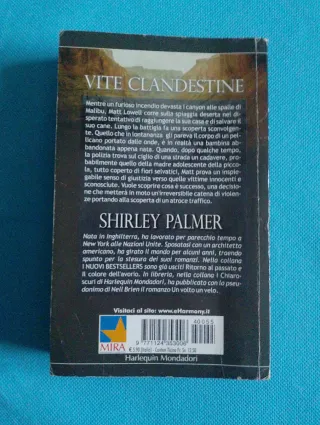 VITE CLANDESTINE
Mentre un furioso incendio devasta i canyon alle spalle di
Malibu, Matt Lowell corre sulla spiaggia deserta nel di-
sperato tentativo di raggiungere la sua casa e di salvare il
suo cane. Lungo la battigia fa una scoperta sconvolgen-
te. Quello che in lontananza gli pareva il corpo di un pel-
licano portato dalle onde, è in realtà una bambina ab-
bandonata appena nata. Quando, dopo qualche tempo,
la polizia trova sul ciglio di una strada un cadavere, pro-
babilmente quello della madre adolescente della picco-
la, tutto coperto di fiori selvatici, Matt prova un inspie-
gabile senso di giustizia verso quelle vittime innocenti e
sconosciute. Vuole scoprire cosa è successo, una decisio-
ne che metterà in moto un'irreversibile catena di violen-
ze portando alla scoperta di un atroce traffico.
SHIRLEY PALMER
Nata in Inghilterra, ha lavorato per parecchio tempo a
New York alle Nazioni Unite. Sposatasi con un architetto
americano, ha girato il mondo per alcuni anni, traendo
spunto per la stesura dei suoi romanzi. Nella collana
I NUOVI BESTSELLERS sono già usciti Ritorno al passato e
Il colore dell'avorio. In libreria, nella collana I Chiaro-
scuri di Harlequin Mondadori, ha pubblicato con lo pseu-
donimo di Neil Brien il romanzo Un volto un velo.
Visitaci al sito: www.eHarmony.it
MIRA
40053
Harlequin Mondadori